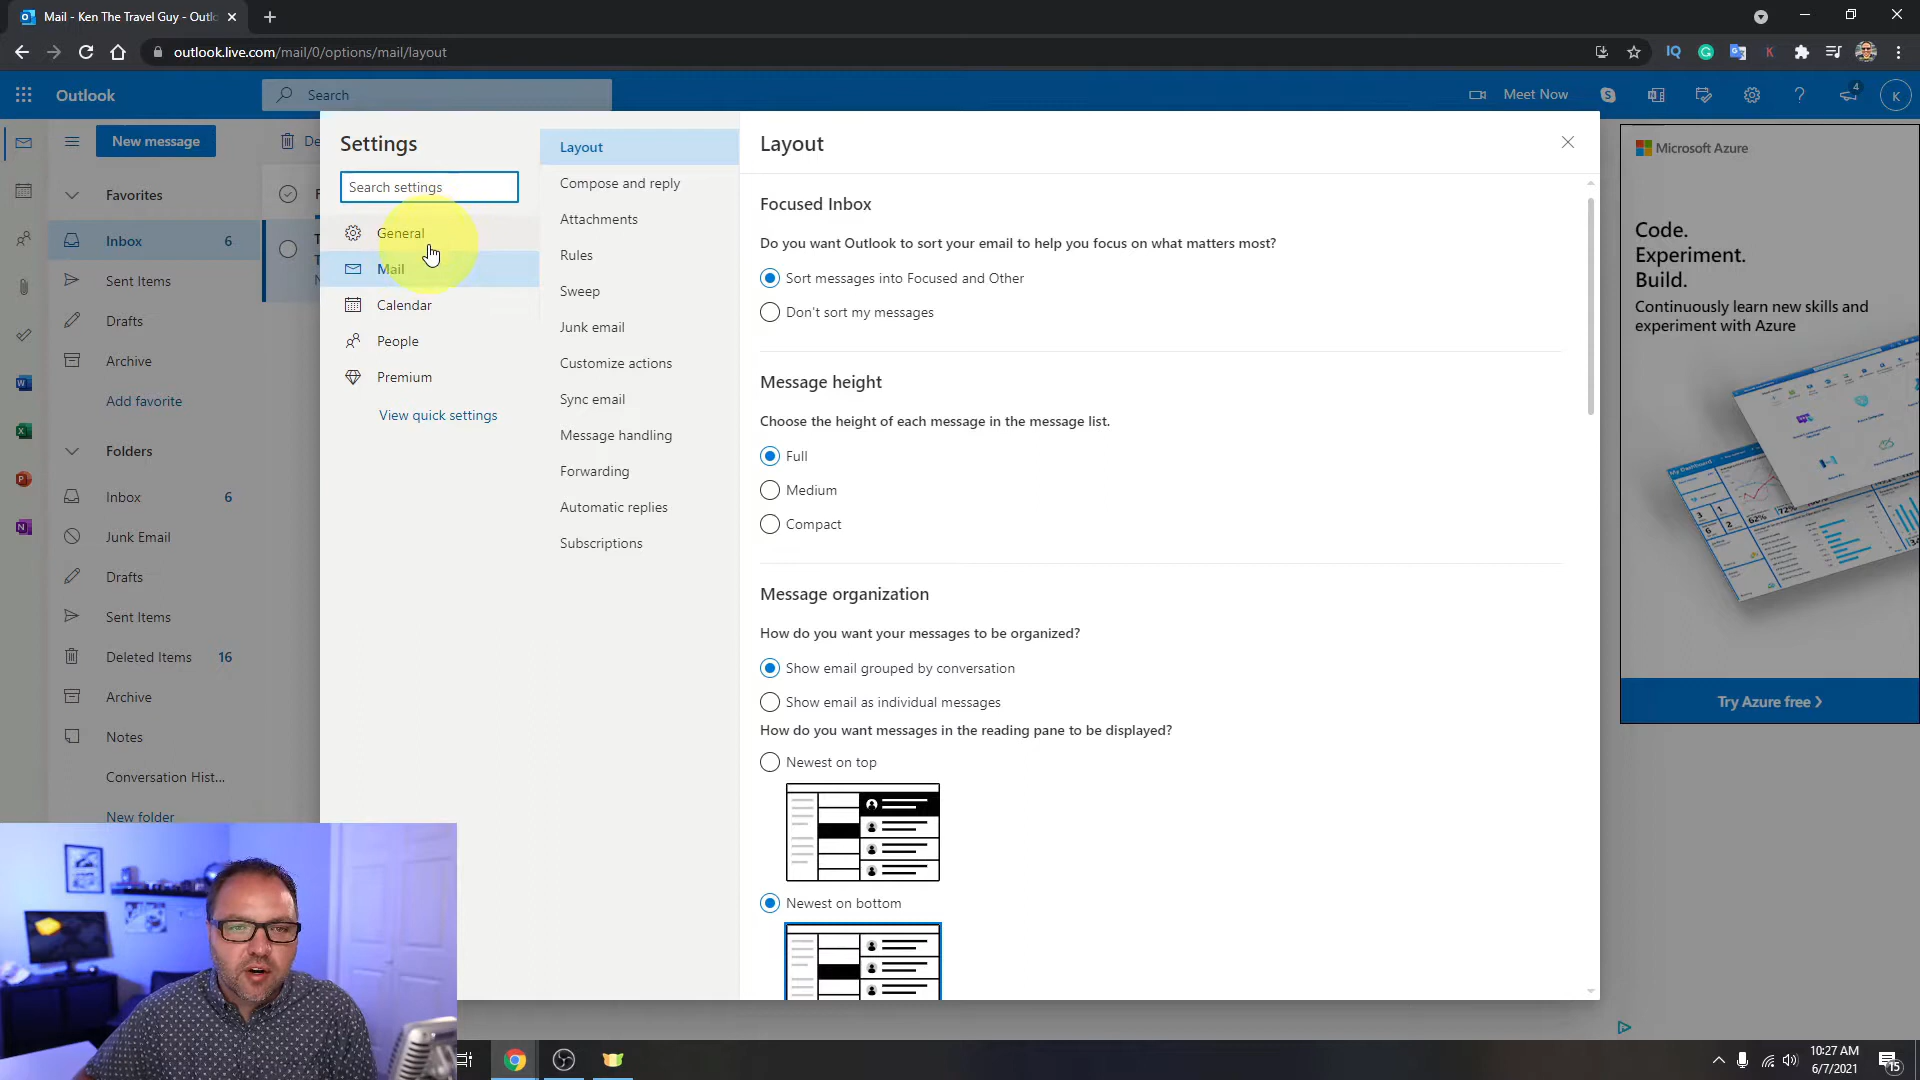 Mail - Ken The Travel Guy - Outlo
outlook.live.com/mail/0/options/mail/layout
Outlook
Search
Meet Now
4
K
New message
De
Favorites
Inbox 6
Sent Items
Drafts
Archive
Add favorite
Folders
Inbox 6
Junk Email
Drafts
Sent Items
Deleted Items 16
Archive
Notes
Conversation Hist...
New folder
Settings
Search settings
General
Mail
Calendar
People
Premium
View quick settings
Layout
Compose and reply
Attachments
Rules
Sweep
Junk email
Customize actions
Sync email
Message handling
Forwarding
Automatic replies
Subscriptions
Layout
Focused Inbox
Do you want Outlook to sort your email to help you focus on what matters most?
Sort messages into Focused and Other
Don't sort my messages
Message height
Choose the height of each message in the message list.
Full
Medium
Compact
Message organization
How do you want your messages to be organized?
Show email grouped by conversation
Show email as individual messages
How do you want messages in the reading pane to be displayed?
Newest on top
Newest on bottom
Microsoft Azure
Code.
Experiment.
Build.
Continuously learn new skills and
experiment with Azure
Try Azure free
10:27 AM
6/7/2021
15